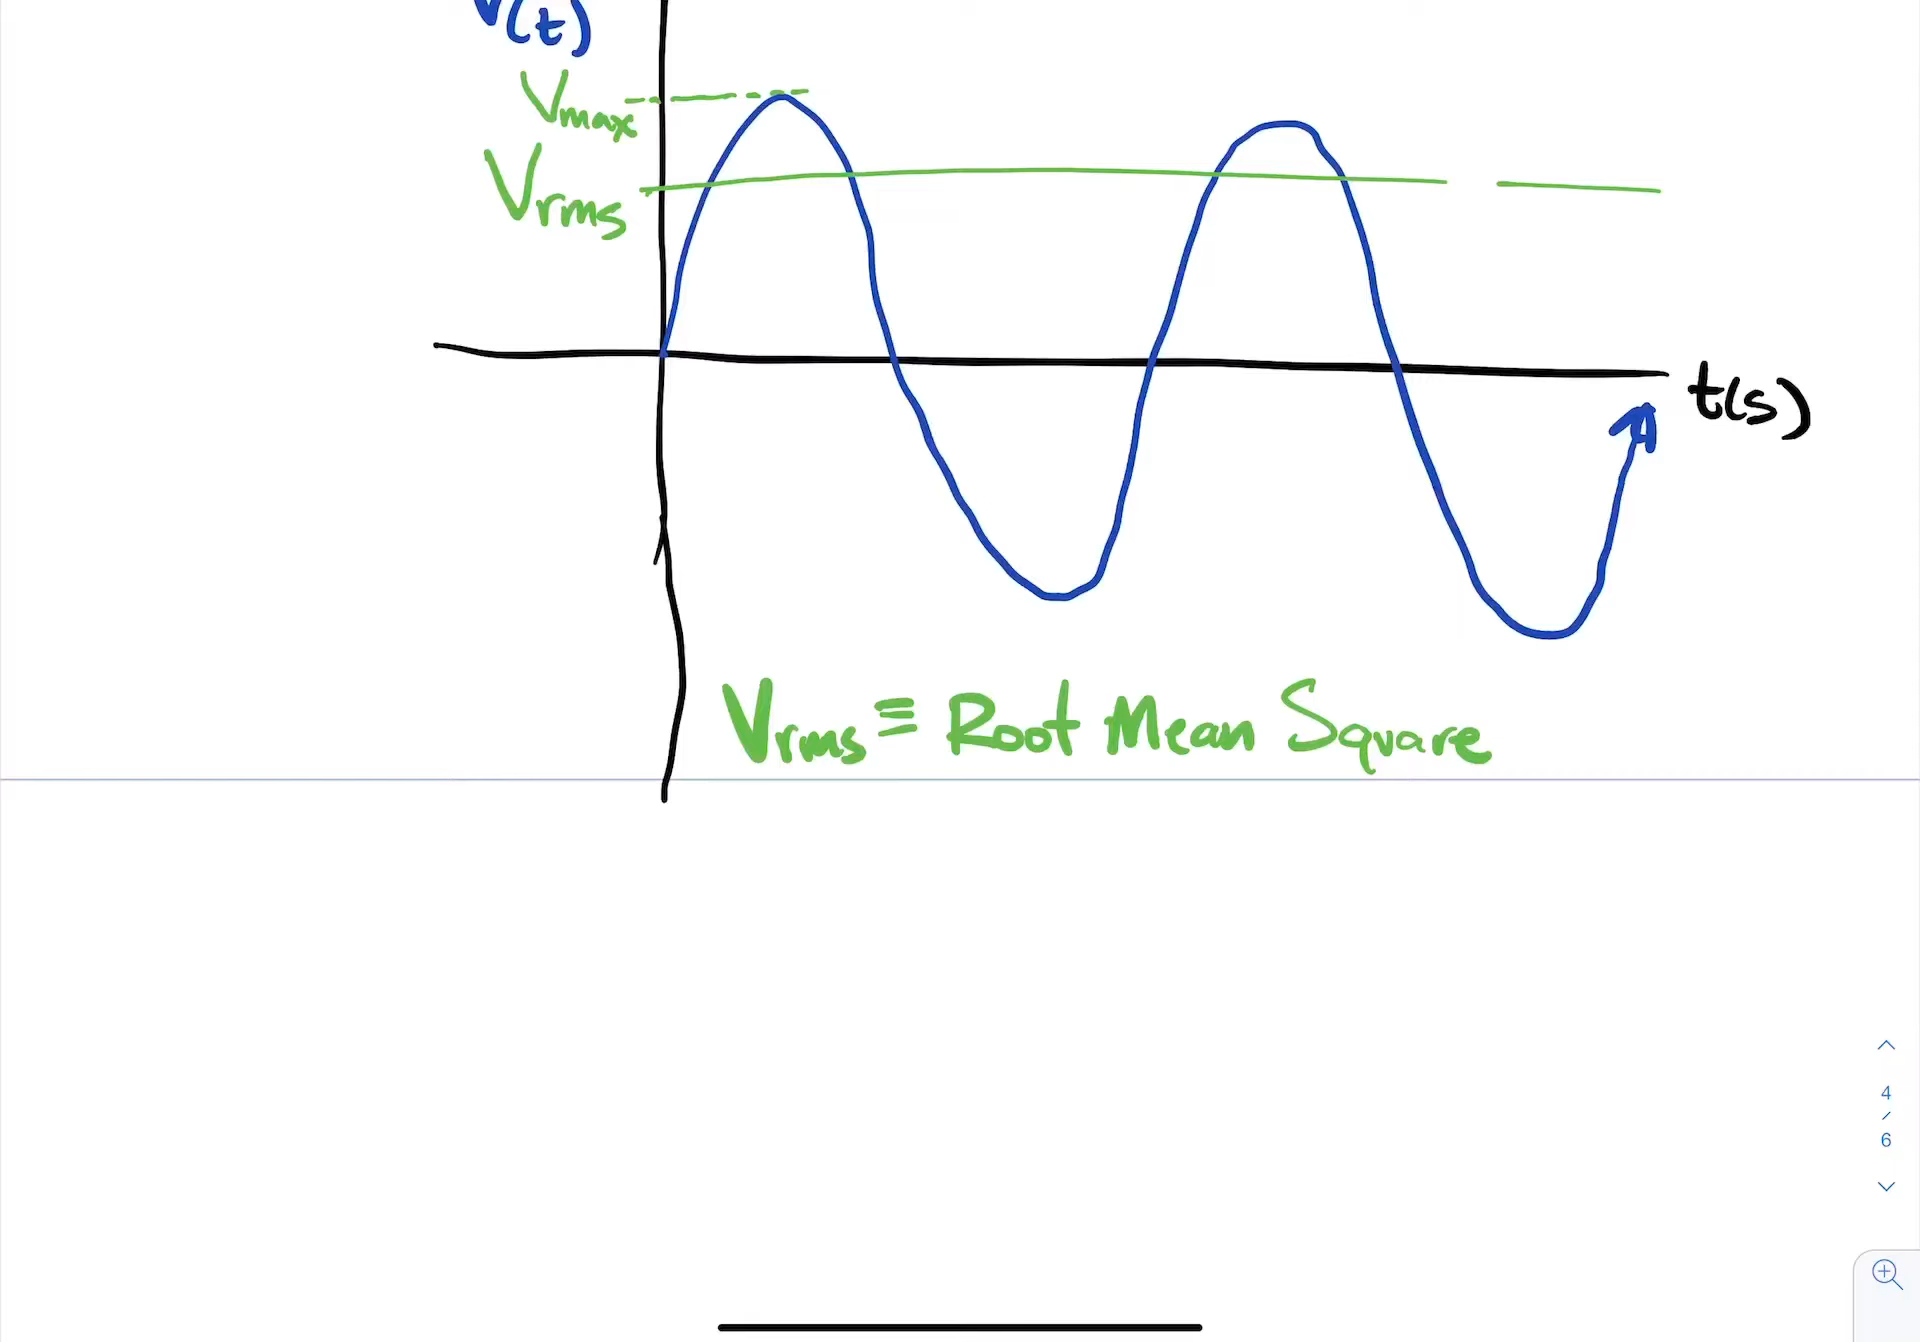 V(t)
Vmax
Vrms
t(s)
Vrms ≡ Root Mean Square
4
/
6